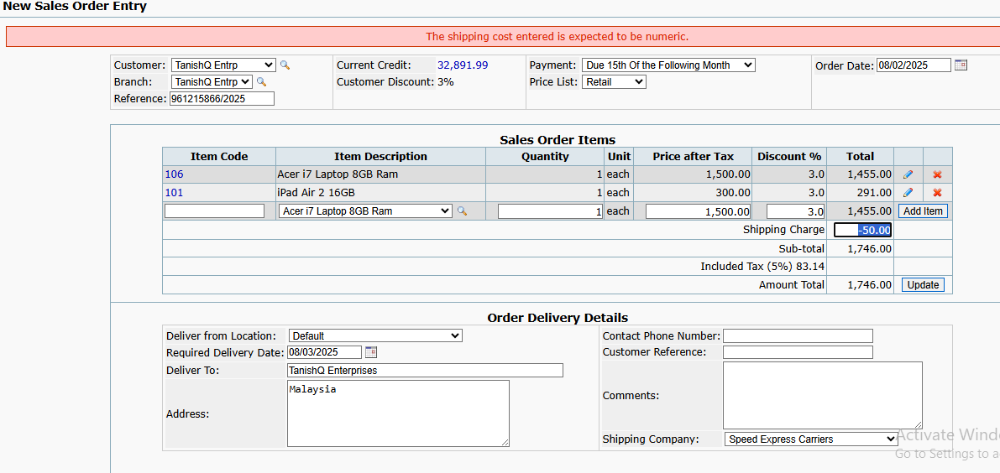 New Sales Order Entry
The shipping cost entered is expected to be numeric.
Customer: TanishQ Entrp Current Credit: 32,891.99 Payment: Due 15th Of the Following Month Order Date: 08/02/2025
Branch: TanishQ Entrp Customer Discount: 3% Price List: Retail
Reference: 961215866/2025
Sales Order Items
Item Code Item Description Quantity Unit Price after Tax Discount % Total
106 Acer i7 Laptop 8GB Ram 1 each 1,500.00 3.0 1,455.00
101 iPad Air 2 16GB 1 each 300.00 3.0 291.00
Acer i7 Laptop 8GB Ram 1 each 1,500.00 3.0 1,455.00 Add Item
Shipping Charge -50.00
Sub-total 1,746.00
Included Tax (5%) 83.14
Amount Total 1,746.00 Update
Order Delivery Details
Deliver from Location: Default Contact Phone Number:
Required Delivery Date: 08/03/2025 Customer Reference:
Deliver To: TanishQ Enterprises
Address: Malaysia Comments:
Shipping Company: Speed Express Carriers
Activate Wind
Go to Settings to a